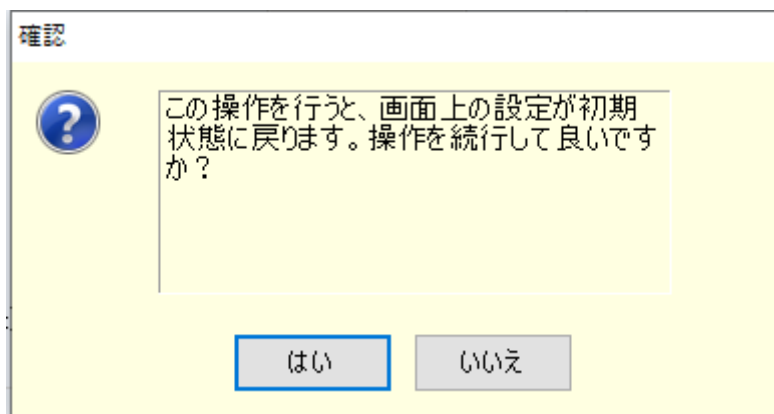 確認
この操作を行うと、画面上の設定が初期
状態に戻ります。操作を続行して良いです
か？
はい
いいえ